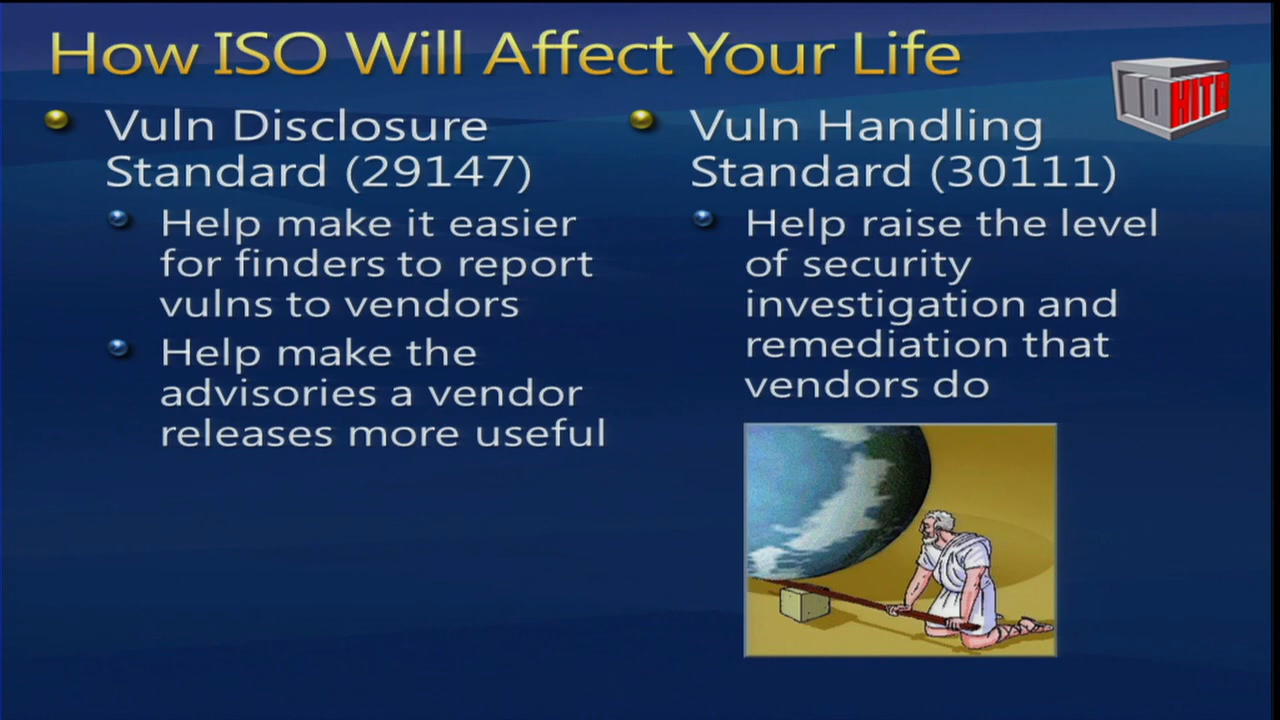 How ISO Will Affect Your Life
Vuln Disclosure
Standard (29147)
Help make it easier
for finders to report
vulns to vendors
Help make the
advisories a vendor
releases more useful
Vuln Handling
Standard (30111)
Help raise the level
of security
investigation and
remediation that
vendors do
10 HITB